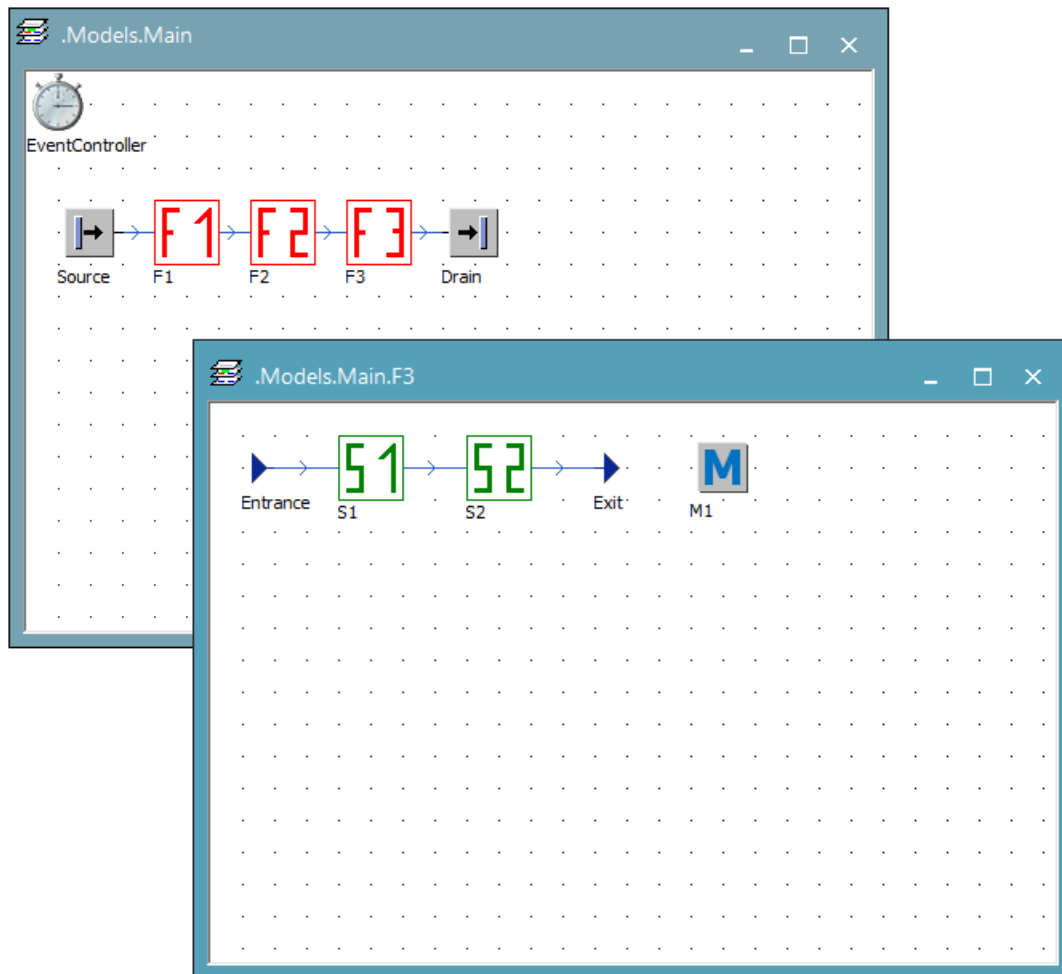 .Models.Main
EventController
F1 F2 F3
Source F1 F2 F3 Drain
.Models.Main.F3
S1 S2 M
Entrance S1 S2 Exit M1